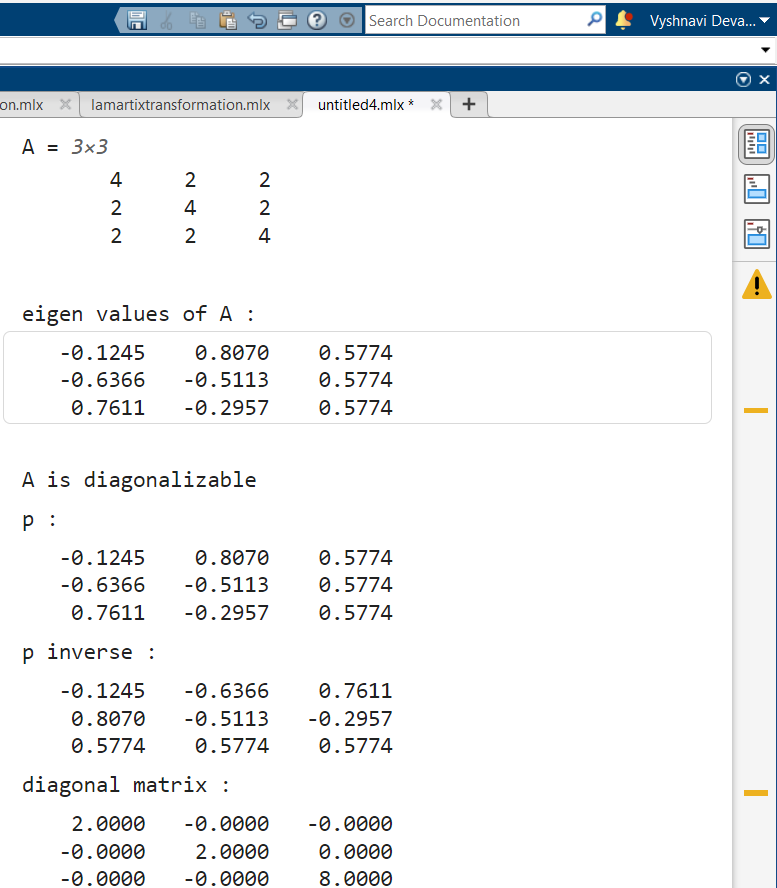 Search Documentation
Vyshnavi Deva...
on.mlx
lamartixtransformation.mlx
untitled4.mlx *
A = 3×3
4 2 2
2 4 2
2 2 4
eigen values of A :
-0.1245 0.8070 0.5774
-0.6366 -0.5113 0.5774
0.7611 -0.2957 0.5774
A is diagonalizable
p :
-0.1245 0.8070 0.5774
-0.6366 -0.5113 0.5774
0.7611 -0.2957 0.5774
p inverse :
-0.1245 -0.6366 0.7611
0.8070 -0.5113 -0.2957
0.5774 0.5774 0.5774
diagonal matrix :
2.0000 -0.0000 -0.0000
-0.0000 2.0000 0.0000
-0.0000 -0.0000 8.0000